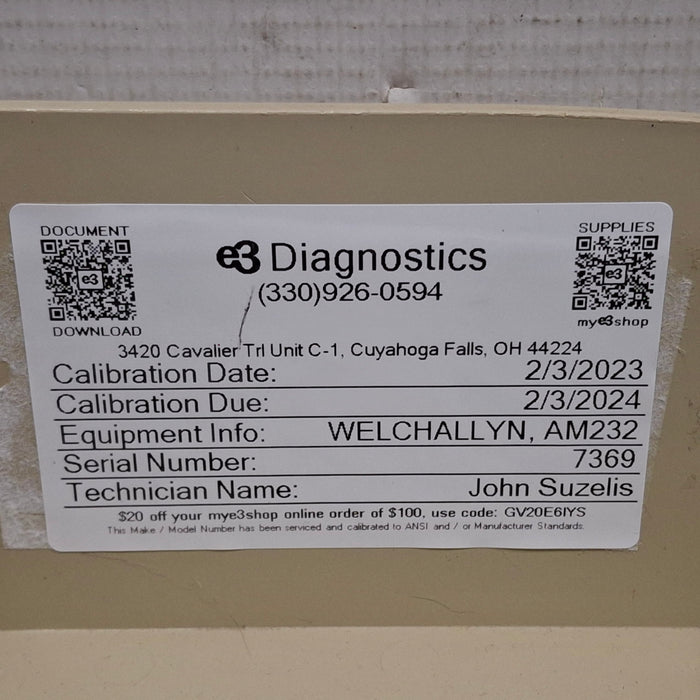 DOCUMENT
e3
DOWNLOAD
e3 Diagnostics
(330)926-0594
SUPPLIES
e3
mye3shop
3420 Cavalier Trl Unit C-1, Cuyahoga Falls, OH 44224
Calibration Date: 2/3/2023
Calibration Due: 2/3/2024
Equipment Info: WELCHALLYN, AM232
Serial Number: 7369
Technician Name: John Suzelis
$20 off your mye3shop online order of $100, use code: GV20E6IYS
This Make / Model Number has been serviced and calibrated to ANSI and / or Manufacturer Standards.